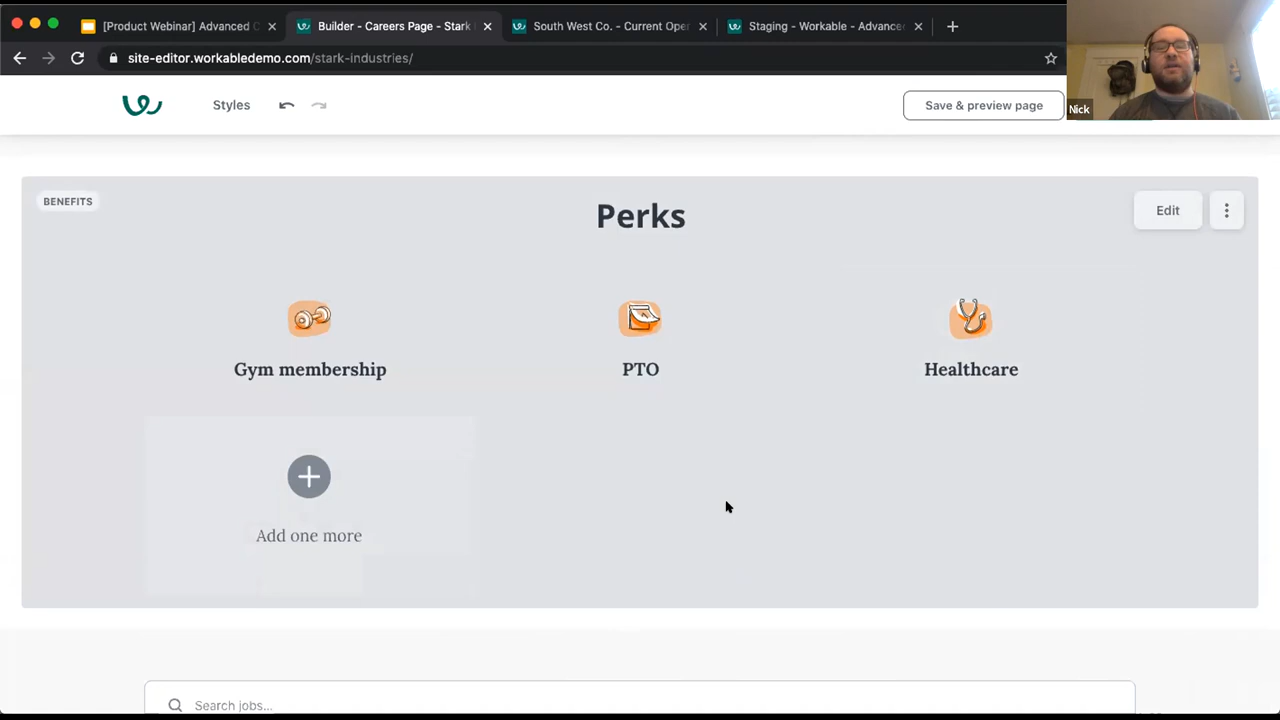 [Product Webinar] Advanced C
Builder - Careers Page - Stark
South West Co. - Current Oper
Staging - Workable - Advanced
site-editor.workabledemo.com/stark-industries/
Styles
Save & preview page
Nick
BENEFITS
Perks
Edit
Gym membership
PTO
Healthcare
Add one more
Search jobs...